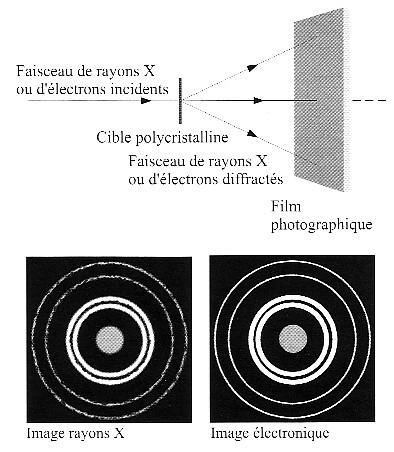 Faisceau de rayons X
ou d'électrons incidents
Cible polycristalline
Faisceau de rayons X
ou d'électrons diffractés
Film
photographique
Image rayons X
Image électronique